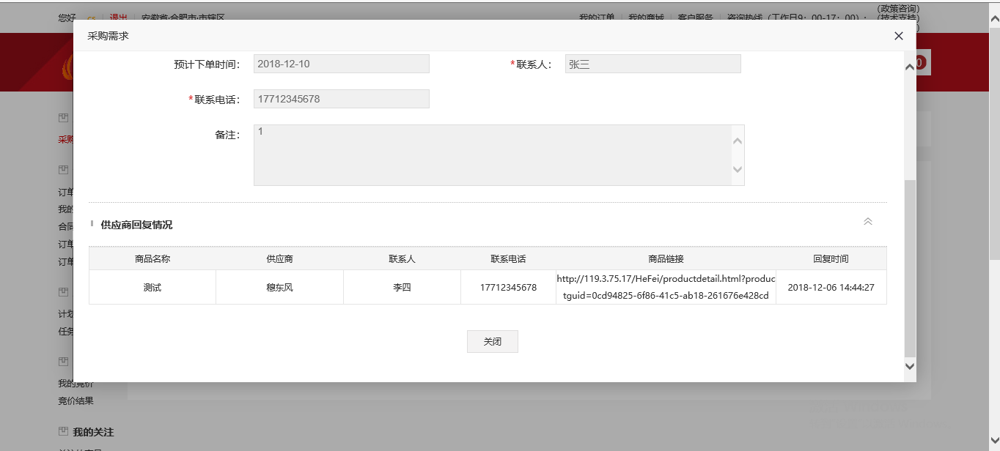 您好 cs 退出 安徽省·合肥市·市辖区 我的订单 我的商城 客户服务 咨询热线（工作日9：00-17：00）: (政策咨询)
(技术支持)
采购需求
0
预计下单时间： 2018-12-10 *联系人： 张三
*联系电话： 17712345678
备注： 1
采购
订单
我的
合同
订单
订单
计划
任务
我的竞价
竞价结果
我的关注
供应商回复情况
商品名称 供应商 联系人 联系电话 商品链接 回复时间
测试 穆东风 李四 17712345678 http://119.3.75.17/HeFei/productdetail.html?produc
tguid=0cd94825-6f86-41c5-ab18-261676e428cd 2018-12-06 14:44:27
关闭